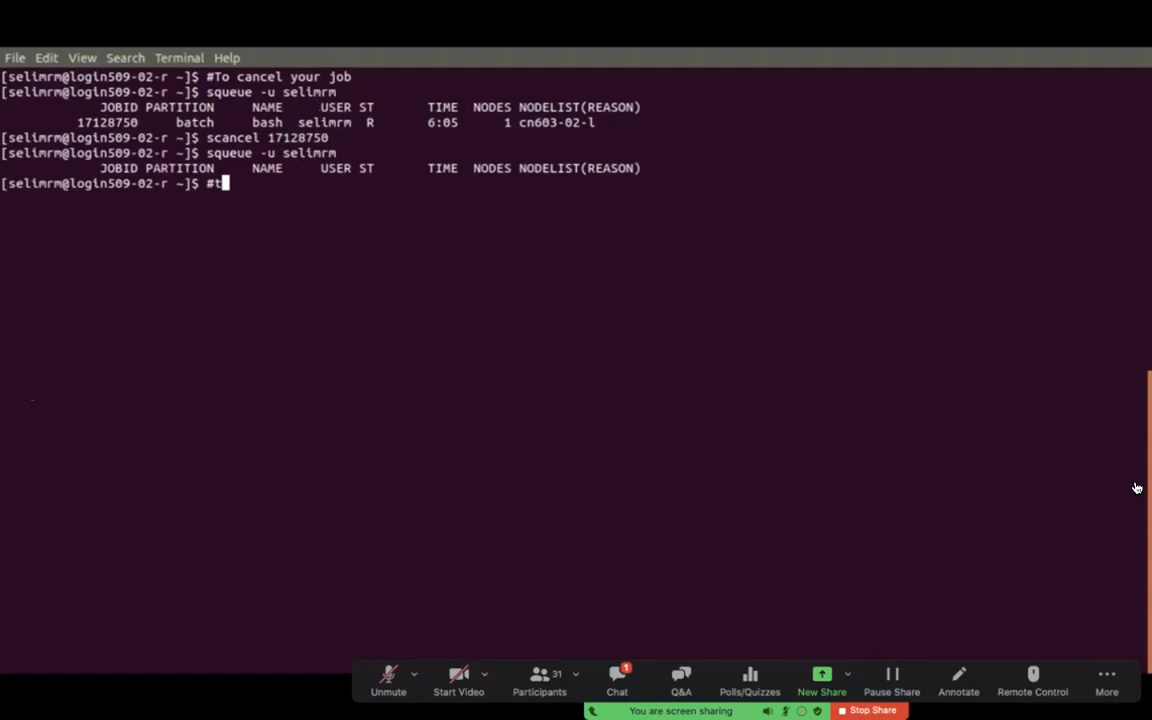 File Edit View Search Terminal Help
[selimrm@login509-02-r ~]$ #To cancel your job
[selimrm@login509-02-r ~]$ squeue -u selimrm
JOBID PARTITION NAME USER ST TIME NODES NODELIST(REASON)
17128750 batch bash selimrm R 6:05 1 cn603-02-l
[selimrm@login509-02-r ~]$ scancel 17128750
[selimrm@login509-02-r ~]$ squeue -u selimrm
JOBID PARTITION NAME USER ST TIME NODES NODELIST(REASON)
[selimrm@login509-02-r ~]$ #t
31
1
Unmute Start Video Participants Chat Q&A Polls/Quizzes New Share Pause Share Annotate Remote Control More
You are screen sharing Stop Share